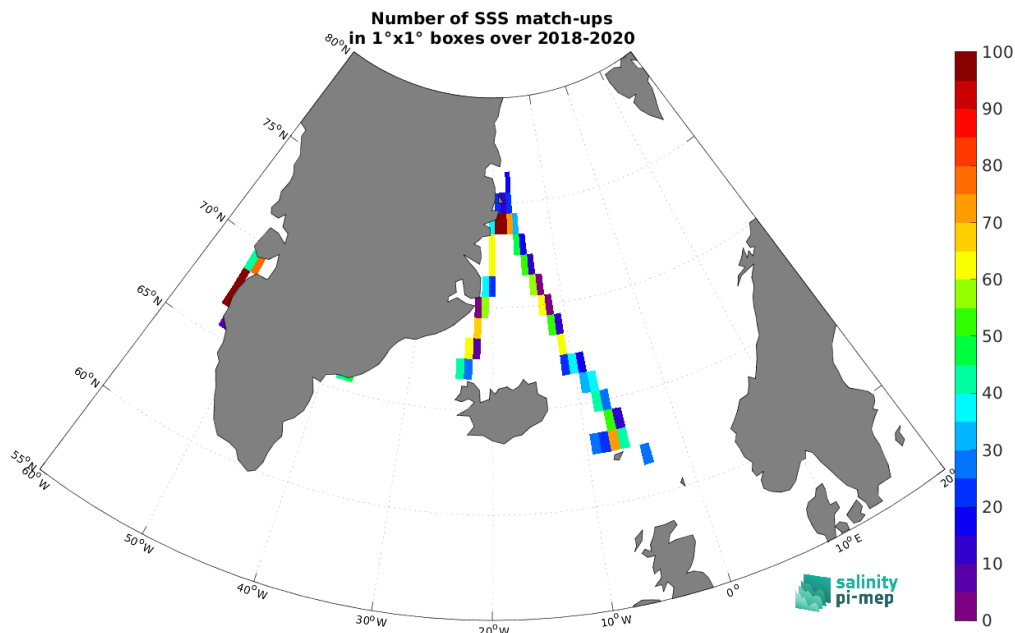 Number of SSS match-ups
in 1°x1° boxes over 2018-2020
80°N
75°N
70°N
65°N
60°N
55°N
60°W
50°W
40°W
30°W
20°W
10°W
0°
10°E
20°
100
90
80
70
60
50
40
30
20
10
0
salinity
pi-mep